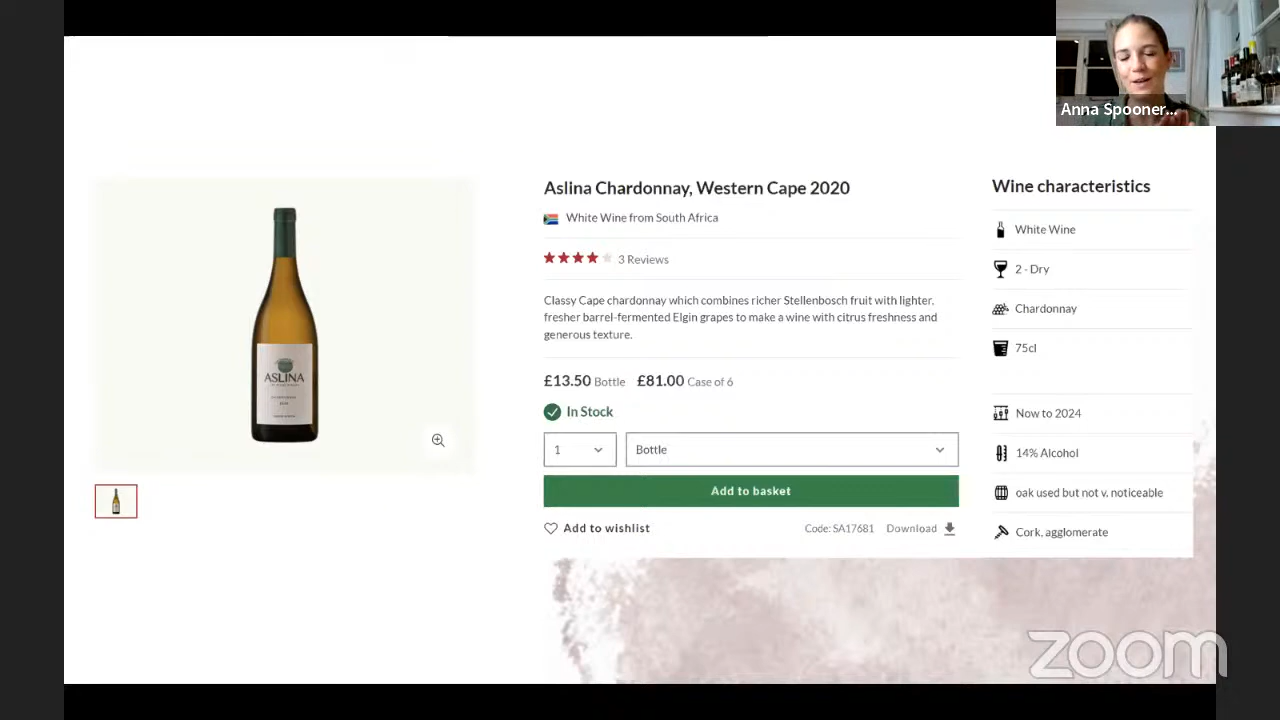 Anna Spooner...
Aslina Chardonnay, Western Cape 2020
White Wine from South Africa
3 Reviews
Classy Cape chardonnay which combines richer Stellenbosch fruit with lighter,
fresher barrel-fermented Elgin grapes to make a wine with citrus freshness and
generous texture.
£13.50 Bottle £81.00 Case of 6
In Stock
1
Bottle
Add to basket
Add to wishlist
Code: SA17681 Download
Wine characteristics
White Wine
2 - Dry
Chardonnay
75cl
Now to 2024
14% Alcohol
oak used but not v. noticeable
Cork, agglomerate
ASLINA
zoom